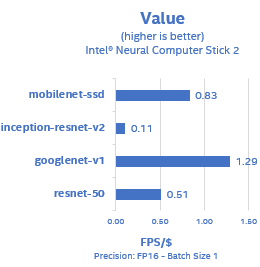 Value
(higher is better)
Intel® Neural Computer Stick 2
mobilenet-ssd 0.83
inception-resnet-v2 0.11
googlenet-v1 1.29
resnet-50 0.51
0.00 0.50 1.00 1.50
FPS/$
Precision: FP16 - Batch Size 1